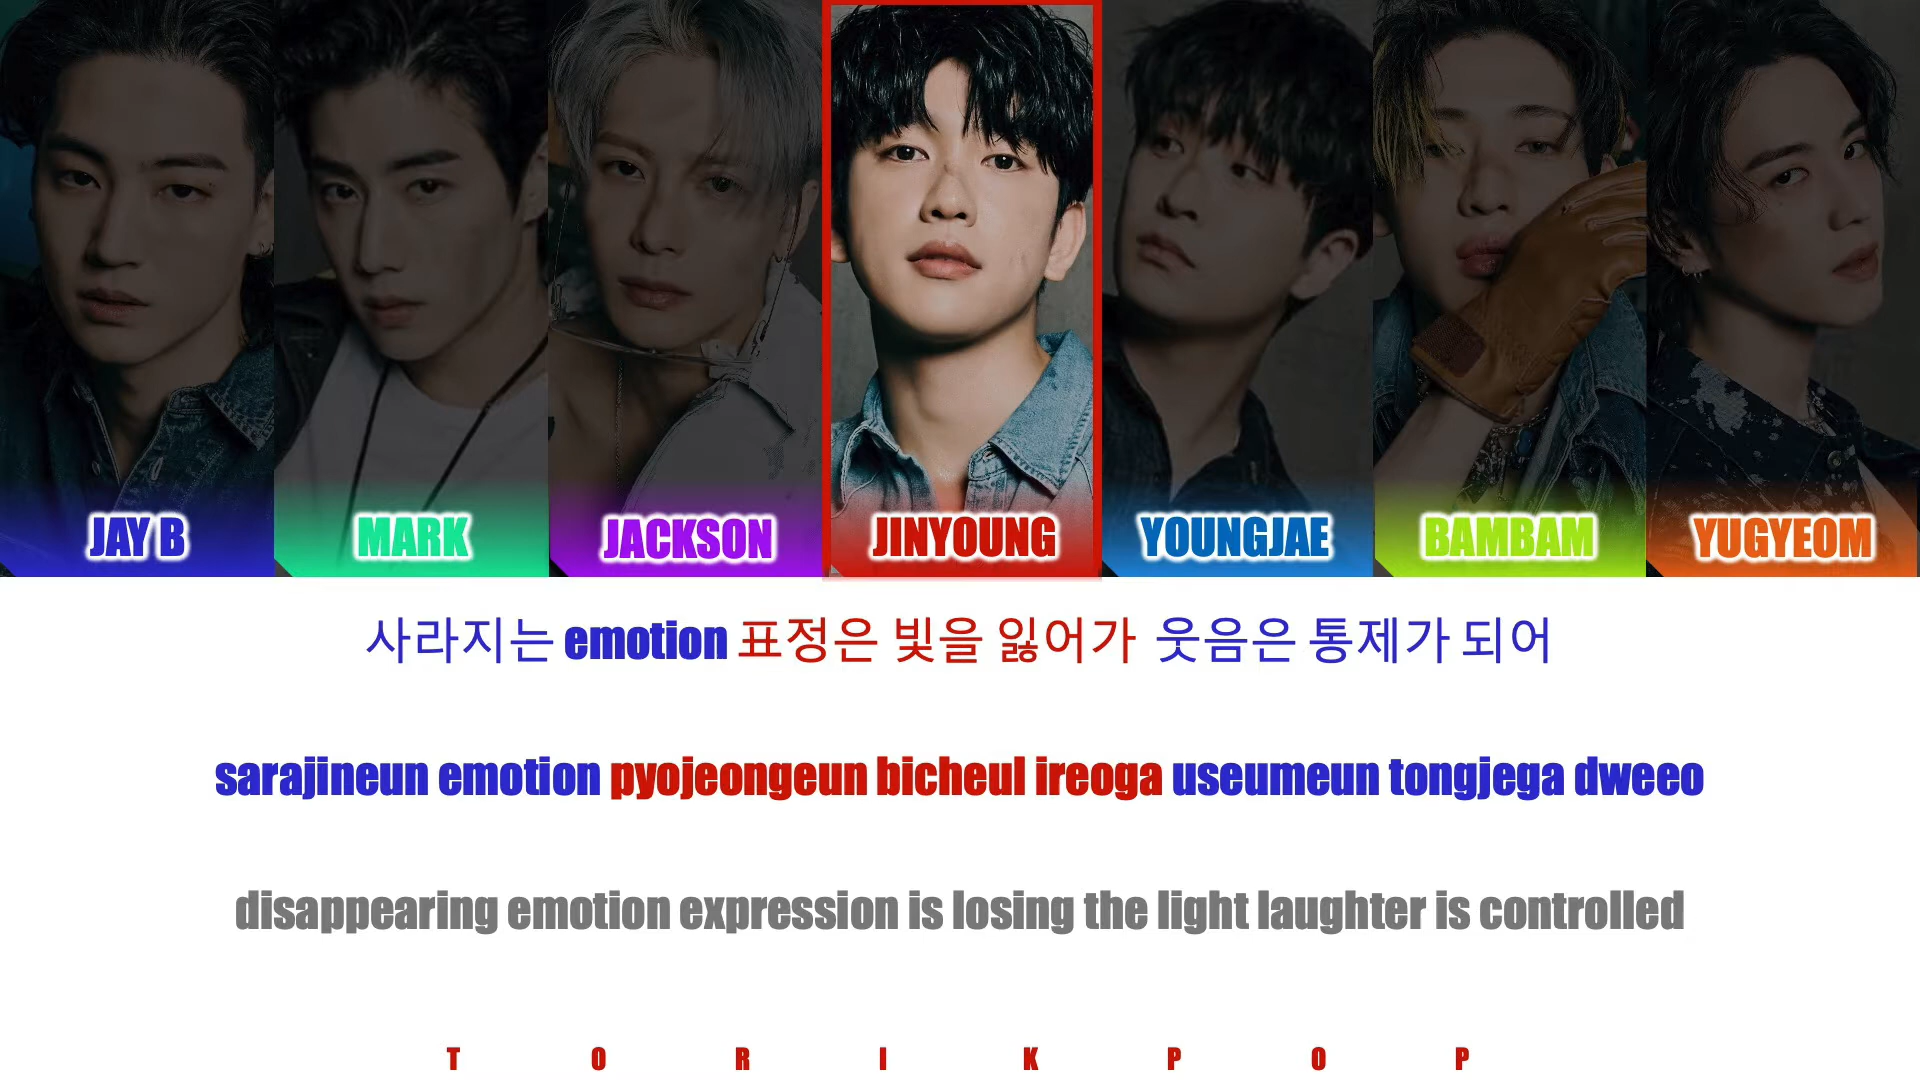 JAY B MARK JACKSON JINYOUNG YOUNGJAE BAMBAM YUGYEOM
사라지는 emotion 표정은 빛을 잃어가 웃음은 통제가 되어
sarajineun emotion pyojeongeun bicheul ireoga useumeun tongjega dweeo
disappearing emotion expression is losing the light laughter is controlled
T O R I K P O P